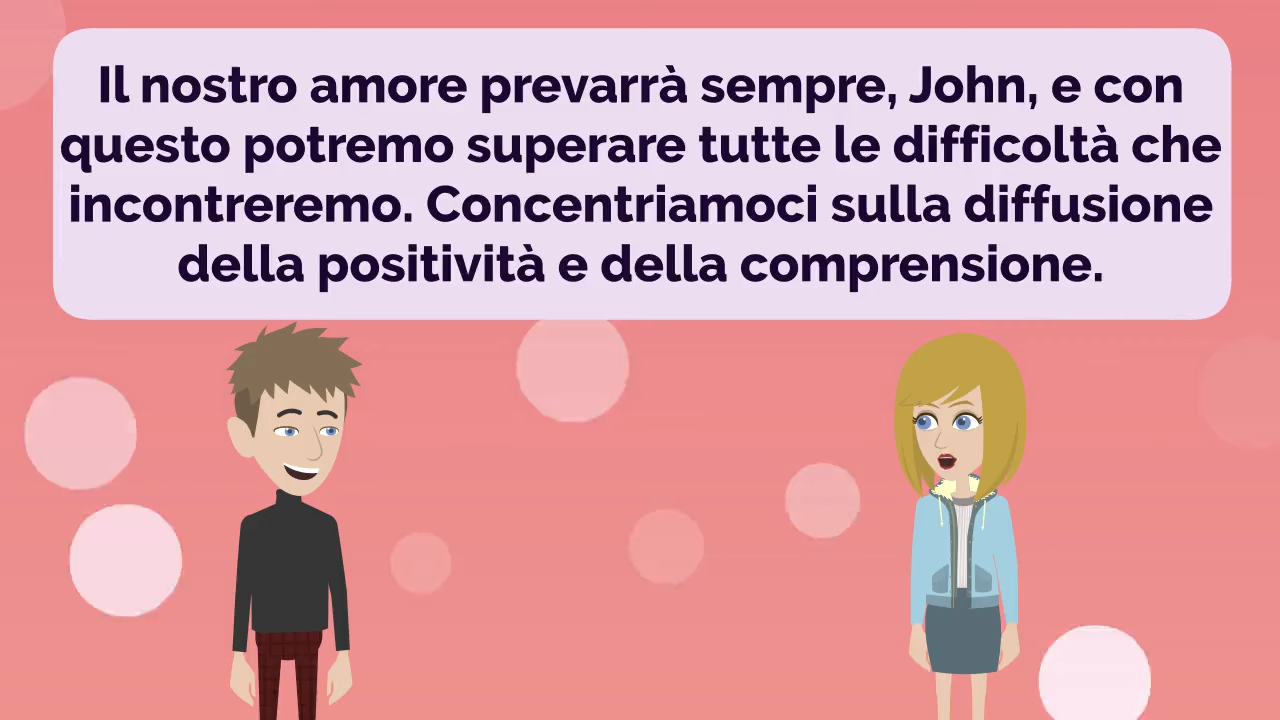 Il nostro amore prevarrà sempre, John, e con
questo potremo superare tutte le difficoltà che
incontreremo. Concentriamoci sulla diffusione
della positività e della comprensione.